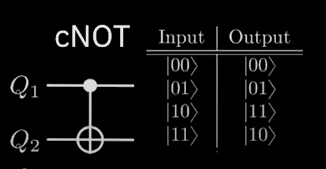 cNOT
Input Output
|00⟩ |00⟩
|01⟩ |01⟩
|10⟩ |11⟩
|11⟩ |10⟩
Q₁
Q₂